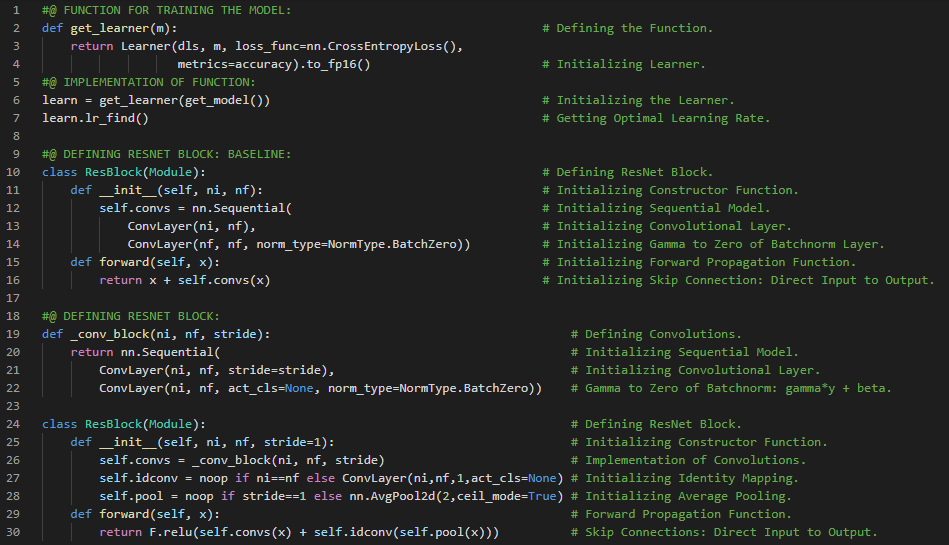 1 #@ FUNCTION FOR TRAINING THE MODEL:
2 def get_learner(m): # Defining the Function.
3     return Learner(dls, m, loss_func=nn.CrossEntropyLoss(),
4                    metrics=accuracy).to_fp16() # Initializing Learner.
5 #@ IMPLEMENTATION OF FUNCTION:
6 learn = get_learner(get_model()) # Initializing the Learner.
7 learn.lr_find() # Getting Optimal Learning Rate.
8
9 #@ DEFINING RESNET BLOCK: BASELINE:
10 class ResBlock(Module): # Defining ResNet Block.
11     def __init__(self, ni, nf): # Initializing Constructor Function.
12         self.convs = nn.Sequential( # Initializing Sequential Model.
13             ConvLayer(ni, nf), # Initializing Convolutional Layer.
14             ConvLayer(nf, nf, norm_type=NormType.BatchZero)) # Initializing Gamma to Zero of Batchnorm Layer.
15     def forward(self, x): # Initializing Forward Propagation Function.
16         return x + self.convs(x) # Initializing Skip Connection: Direct Input to Output.
17
18 #@ DEFINING RESNET BLOCK:
19 def _conv_block(ni, nf, stride): # Defining Convolutions.
20     return nn.Sequential( # Initializing Sequential Model.
21         ConvLayer(ni, nf, stride=stride), # Initializing Convolutional Layer.
22         ConvLayer(ni, nf, act_cls=None, norm_type=NormType.BatchZero)) # Gamma to Zero of Batchnorm: gamma*y + beta.
23
24 class ResBlock(Module): # Defining ResNet Block.
25     def __init__(self, ni, nf, stride=1): # Initializing Constructor Function.
26         self.convs = _conv_block(ni, nf, stride) # Implementation of Convolutions.
27         self.idconv = noop if ni==nf else ConvLayer(ni,nf,1,act_cls=None) # Initializing Identity Mapping.
28         self.pool = noop if stride==1 else nn.AvgPool2d(2,ceil_mode=True) # Initializing Average Pooling.
29     def forward(self, x): # Forward Propagation Function.
30         return F.relu(self.convs(x) + self.idconv(self.pool(x))) # Skip Connections: Direct Input to Output.